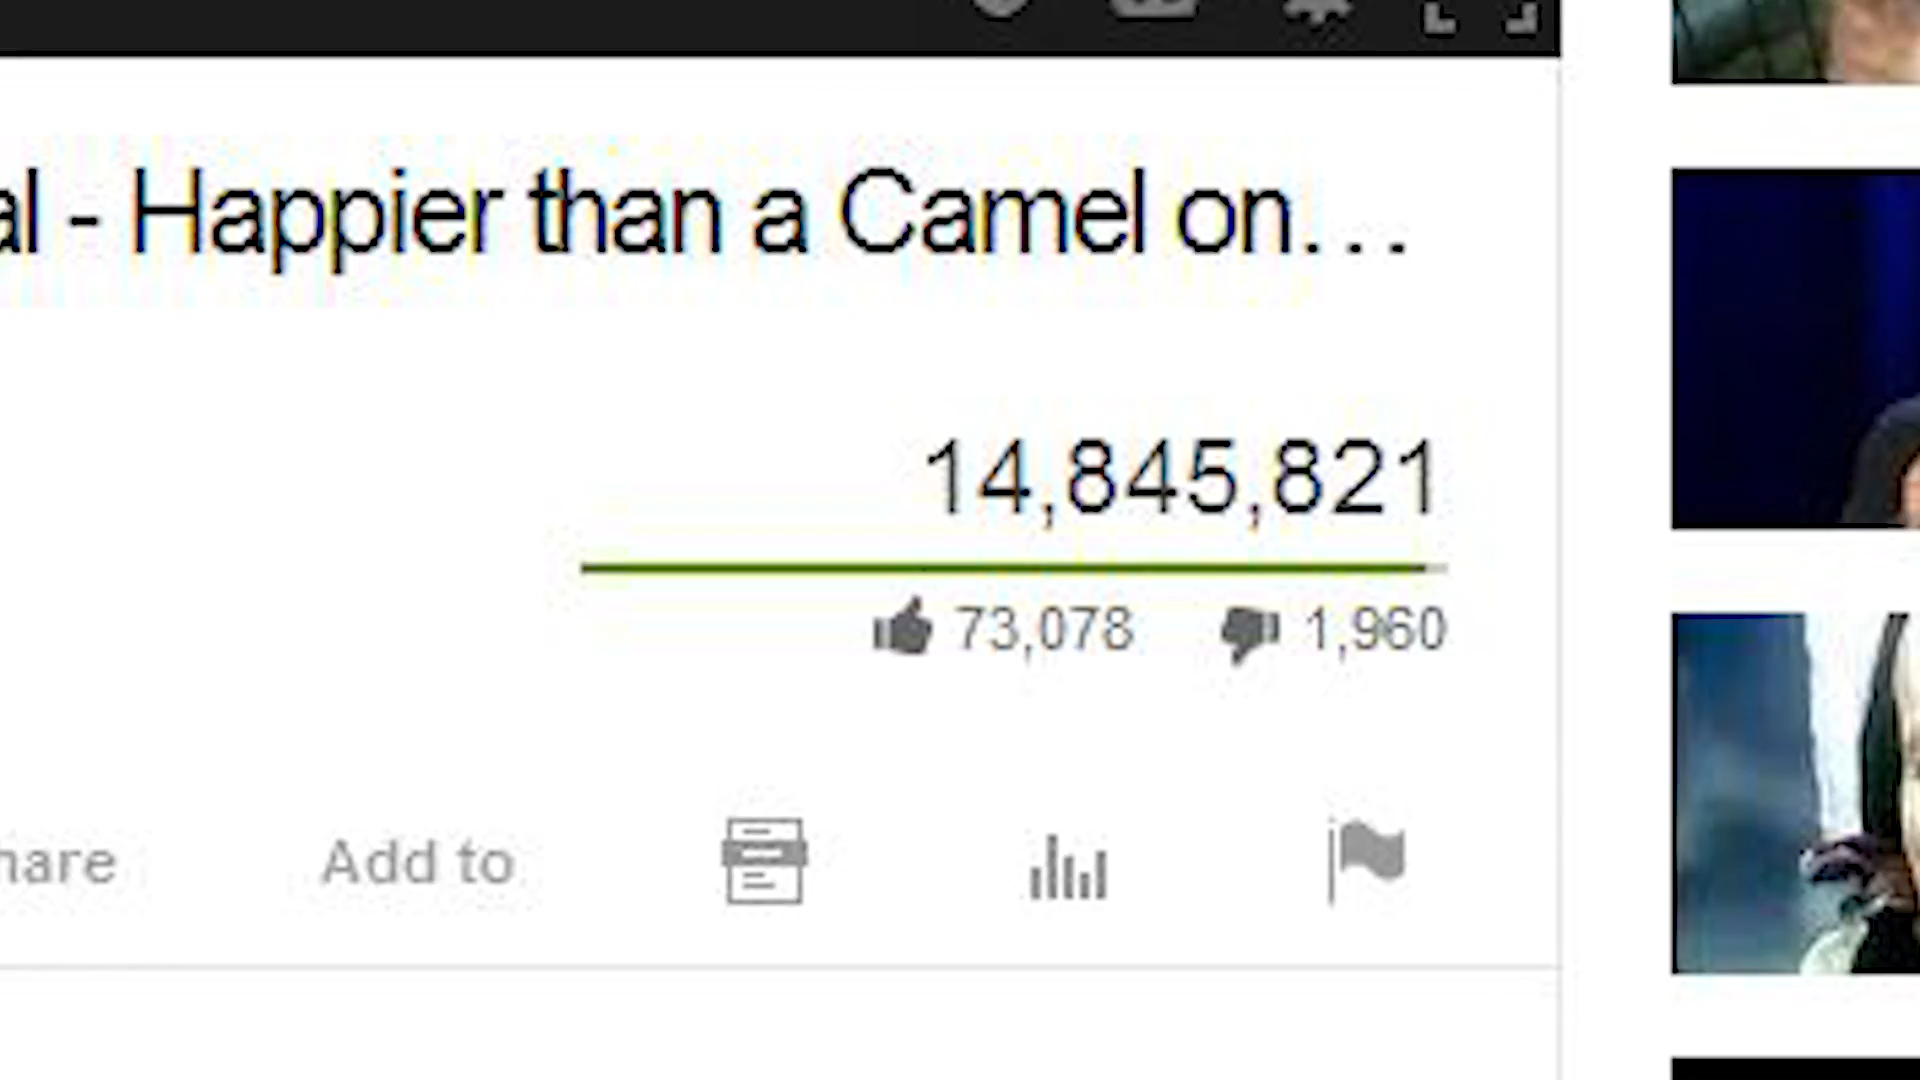 al - Happier than a Camel on...
14,845,821
73,078 1,960
hare Add to